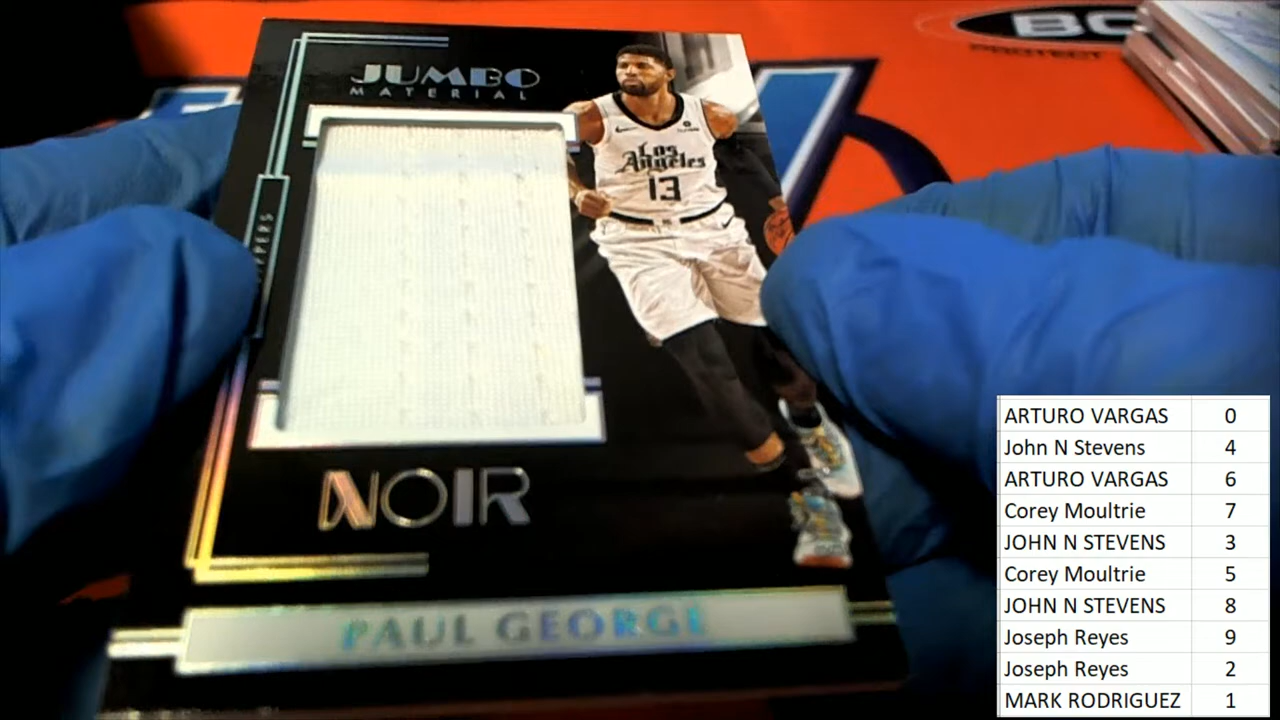 JUMBO
MATERIAL
Los
Angeles
13
NOIR
PAUL GEORGE
BC
PROTECT
ARTURO VARGAS 0
John N Stevens 4
ARTURO VARGAS 6
Corey Moultrie 7
JOHN N STEVENS 3
Corey Moultrie 5
JOHN N STEVENS 8
Joseph Reyes 9
Joseph Reyes 2
MARK RODRIGUEZ 1